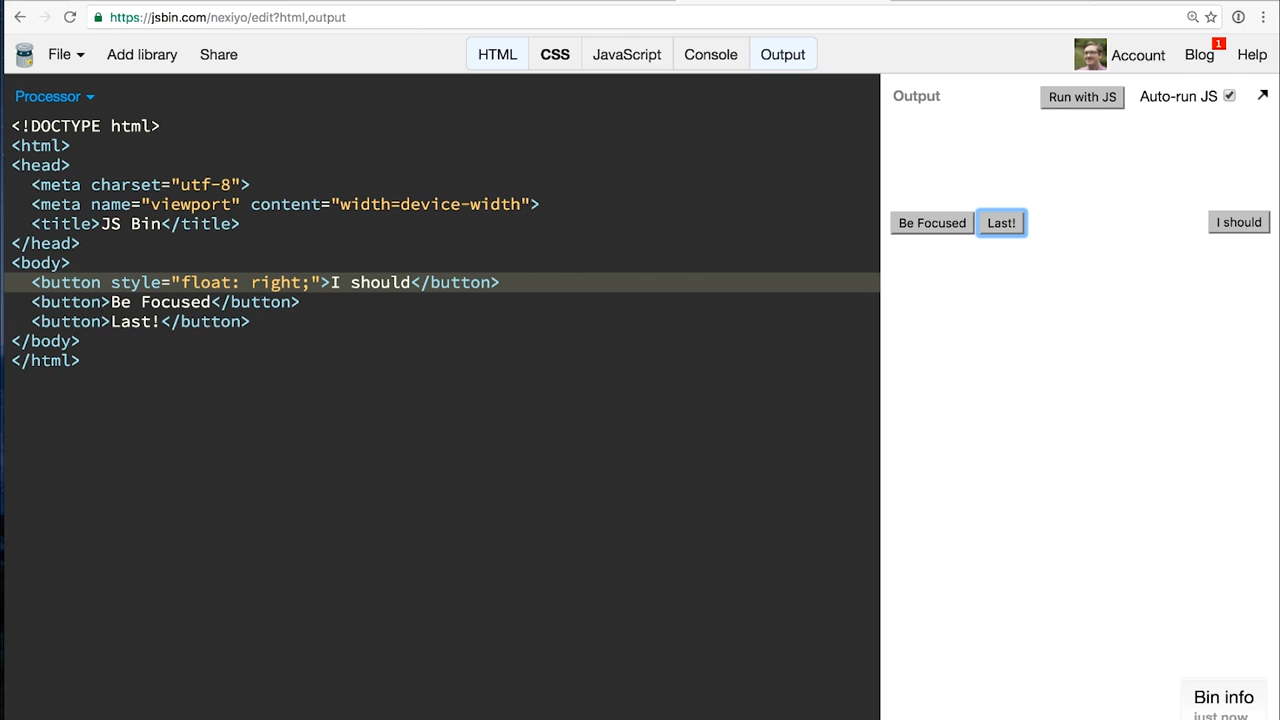 https://jsbin.com/nexiyo/edit?html,output
File Add library Share HTML CSS JavaScript Console Output Account Blog 1 Help
Processor
<!DOCTYPE html>
<html>
<head>
  <meta charset="utf-8">
  <meta name="viewport" content="width=device-width">
  <title>JS Bin</title>
</head>
<body>
  <button style="float: right;">I should</button>
  <button>Be Focused</button>
  <button>Last!</button>
</body>
</html>
Output Run with JS Auto-run JS
Be Focused Last! I should
Bin info
just now